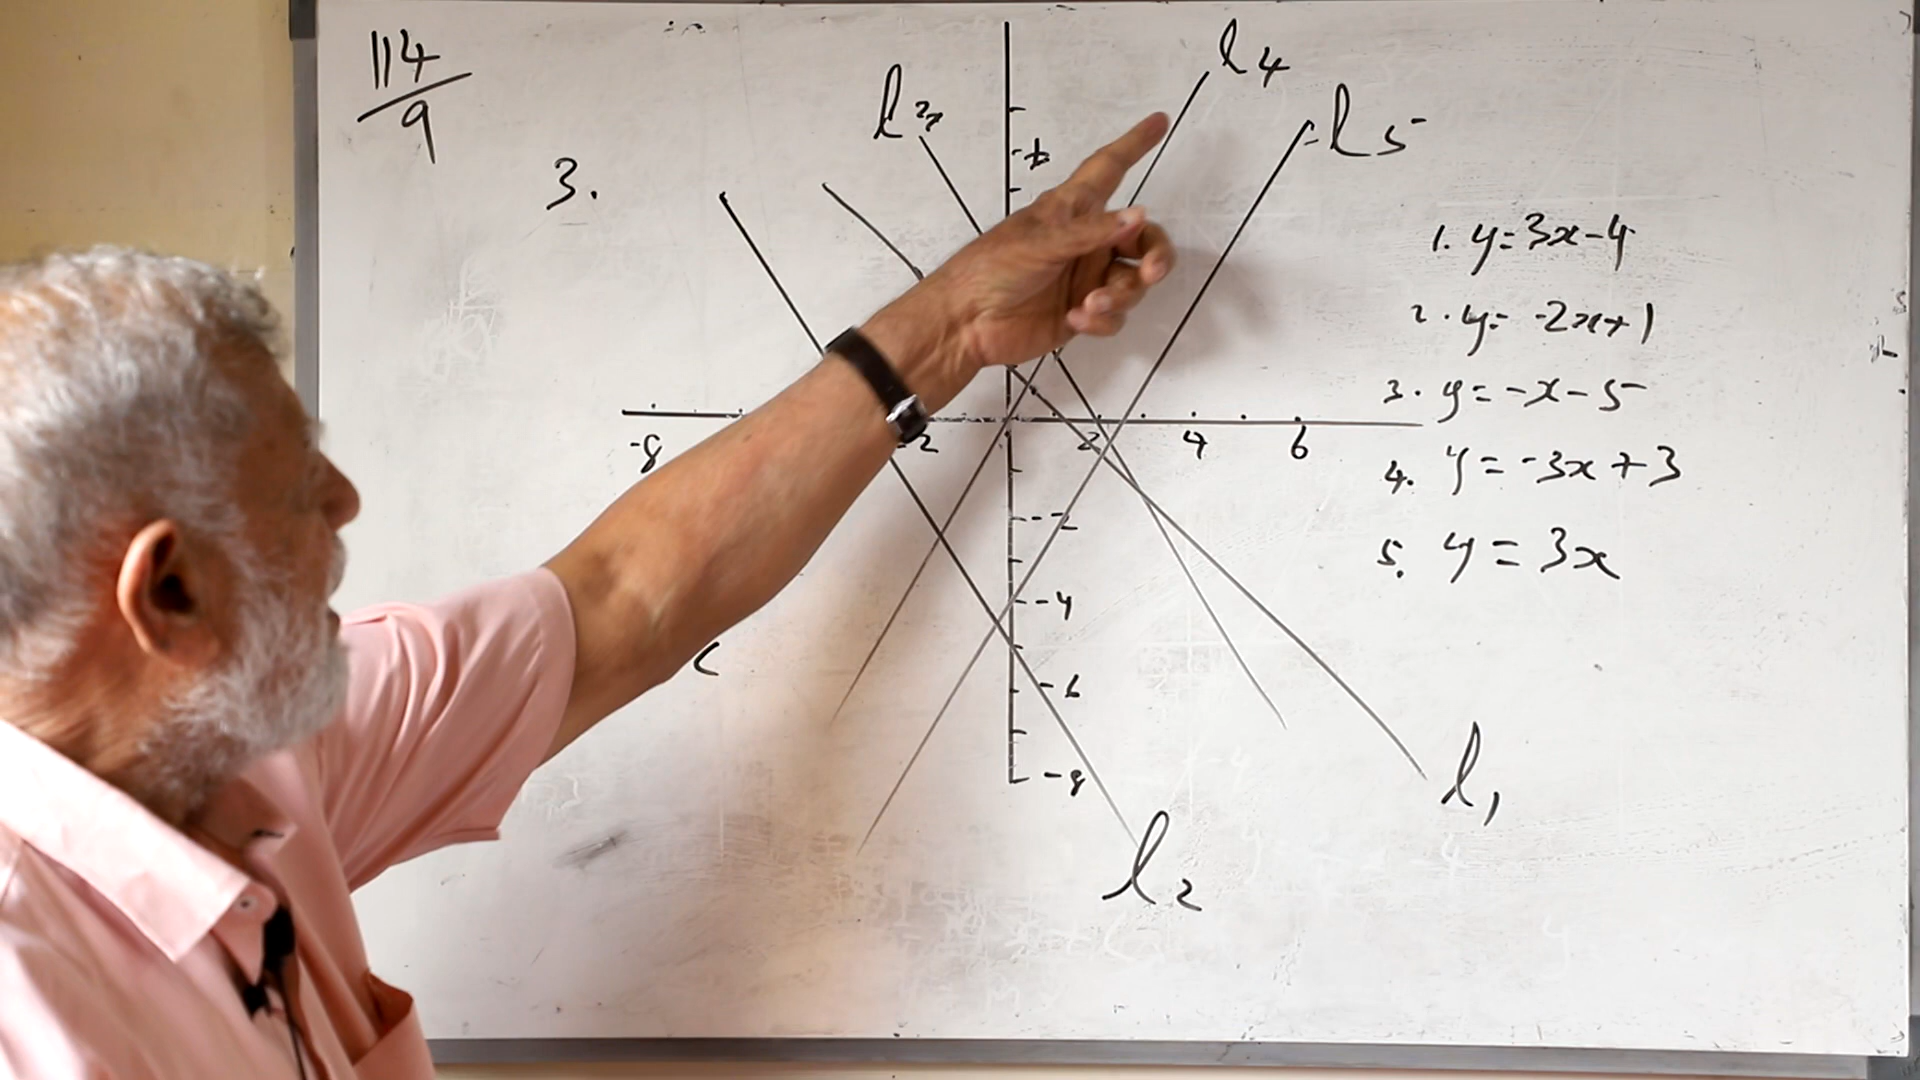 114
9
3.
l4
l5
l3
6
1. y=3x-4
2. y= -2x+1
3. y=-x-5
4. y=-3x+3
5. y=3x
-8 -2 2 4 6
-2
-4
-6
-8
l1
l2